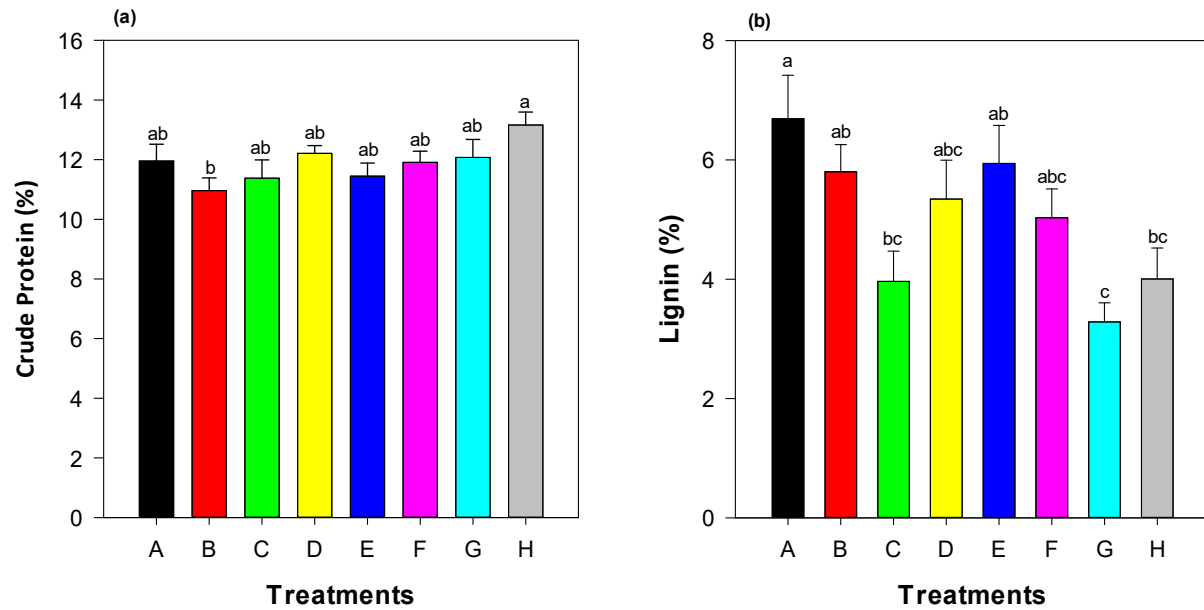 (a)
16
14
12
10
8
6
4
2
0
Crude Protein (%)
ab
b
ab
ab
ab
ab
ab
a
A B C D E F G H
Treatments
(b)
8
6
4
2
0
Lignin (%)
a
ab
bc
abc
ab
abc
c
bc
A B C D E F G H
Treatments